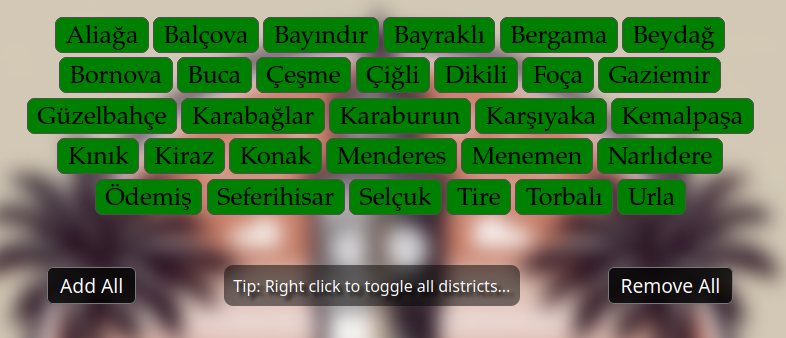 Aliağa Balçova Bayındır Bayraklı Bergama Beydağ
Bornova Buca Çeşme Çiğli Dikili Foça Gaziemir
Güzelbahçe Karabağlar Karaburun Karşıyaka Kemalpaşa
Kınık Kiraz Konak Menderes Menemen Narlıdere
Ödemiş Seferihisar Selçuk Tire Torbalı Urla
Add All Tip: Right click to toggle all districts... Remove All